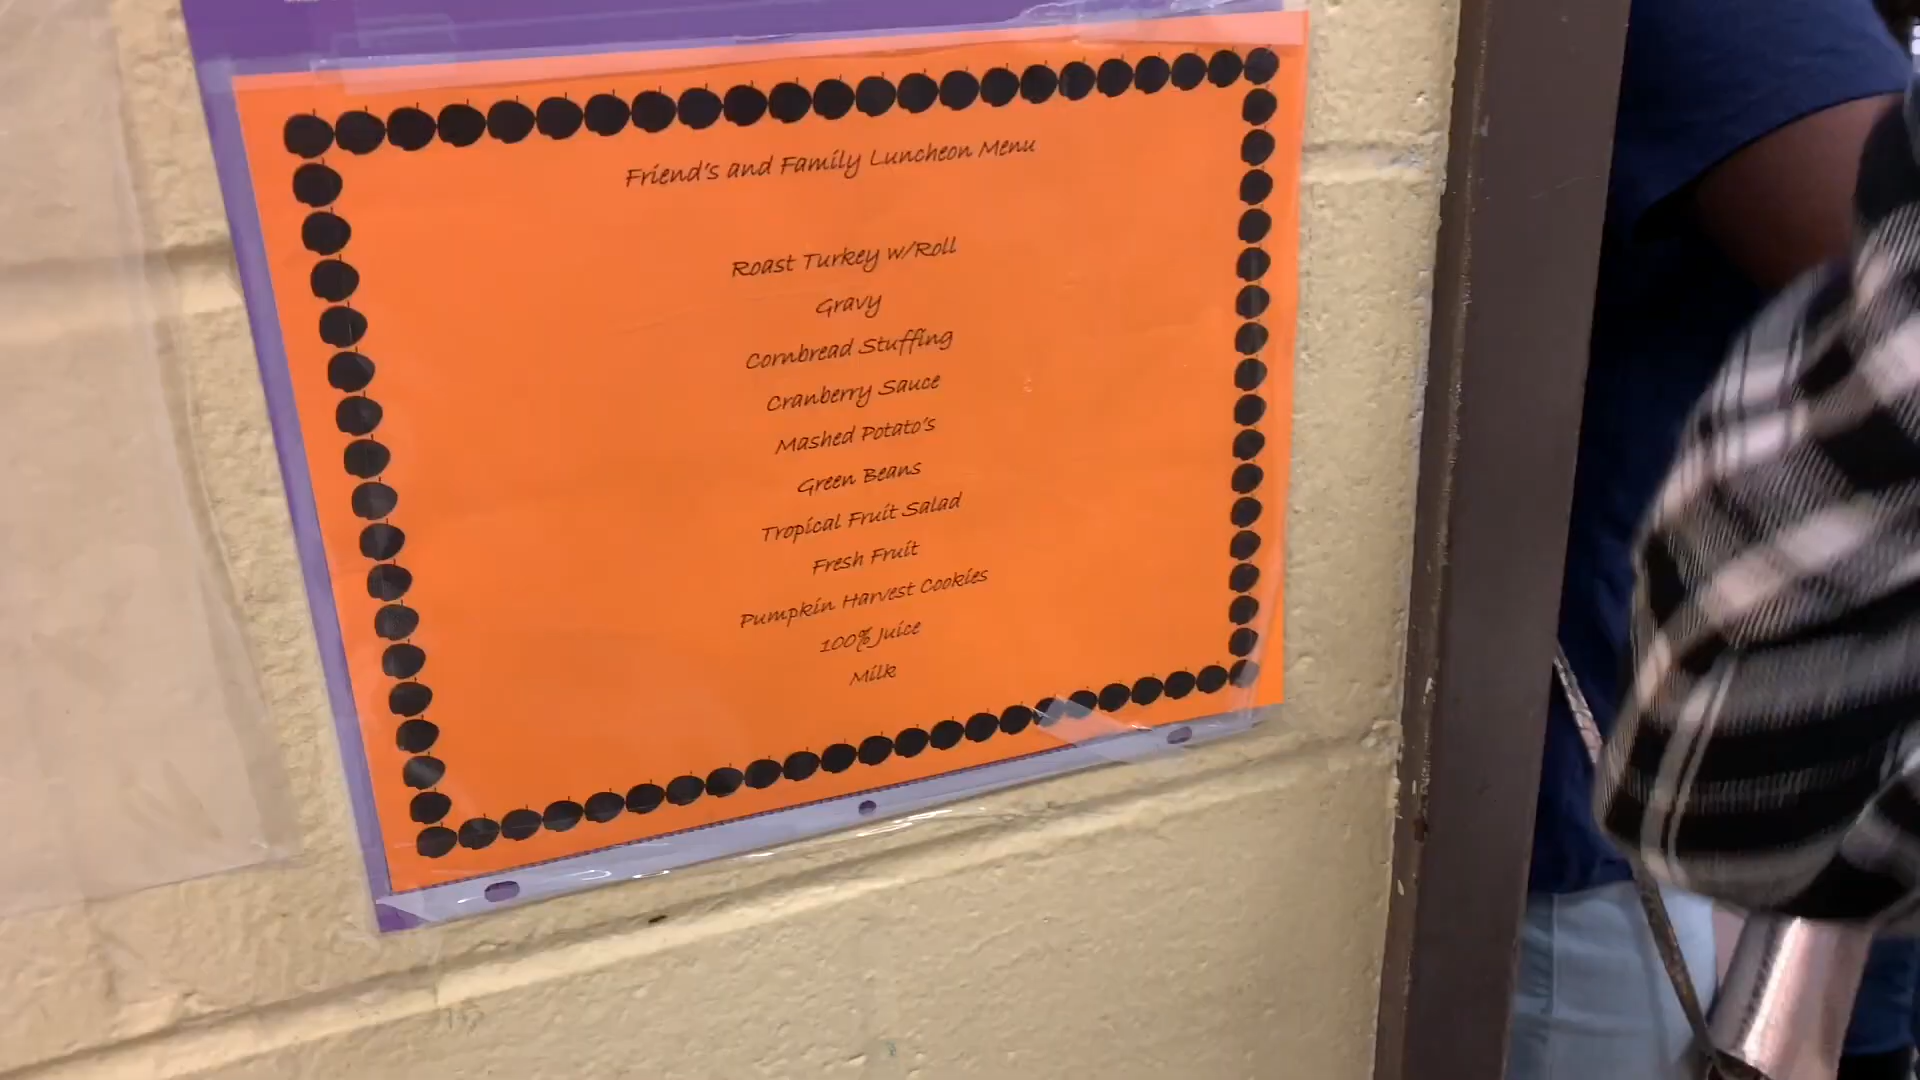 Friend's and Family Luncheon Menu
Roast Turkey w/Roll
Gravy
Cornbread Stuffing
Cranberry Sauce
Mashed Potato's
Green Beans
Tropical Fruit Salad
Fresh Fruit
Pumpkin Harvest Cookies
100% Juice
Milk